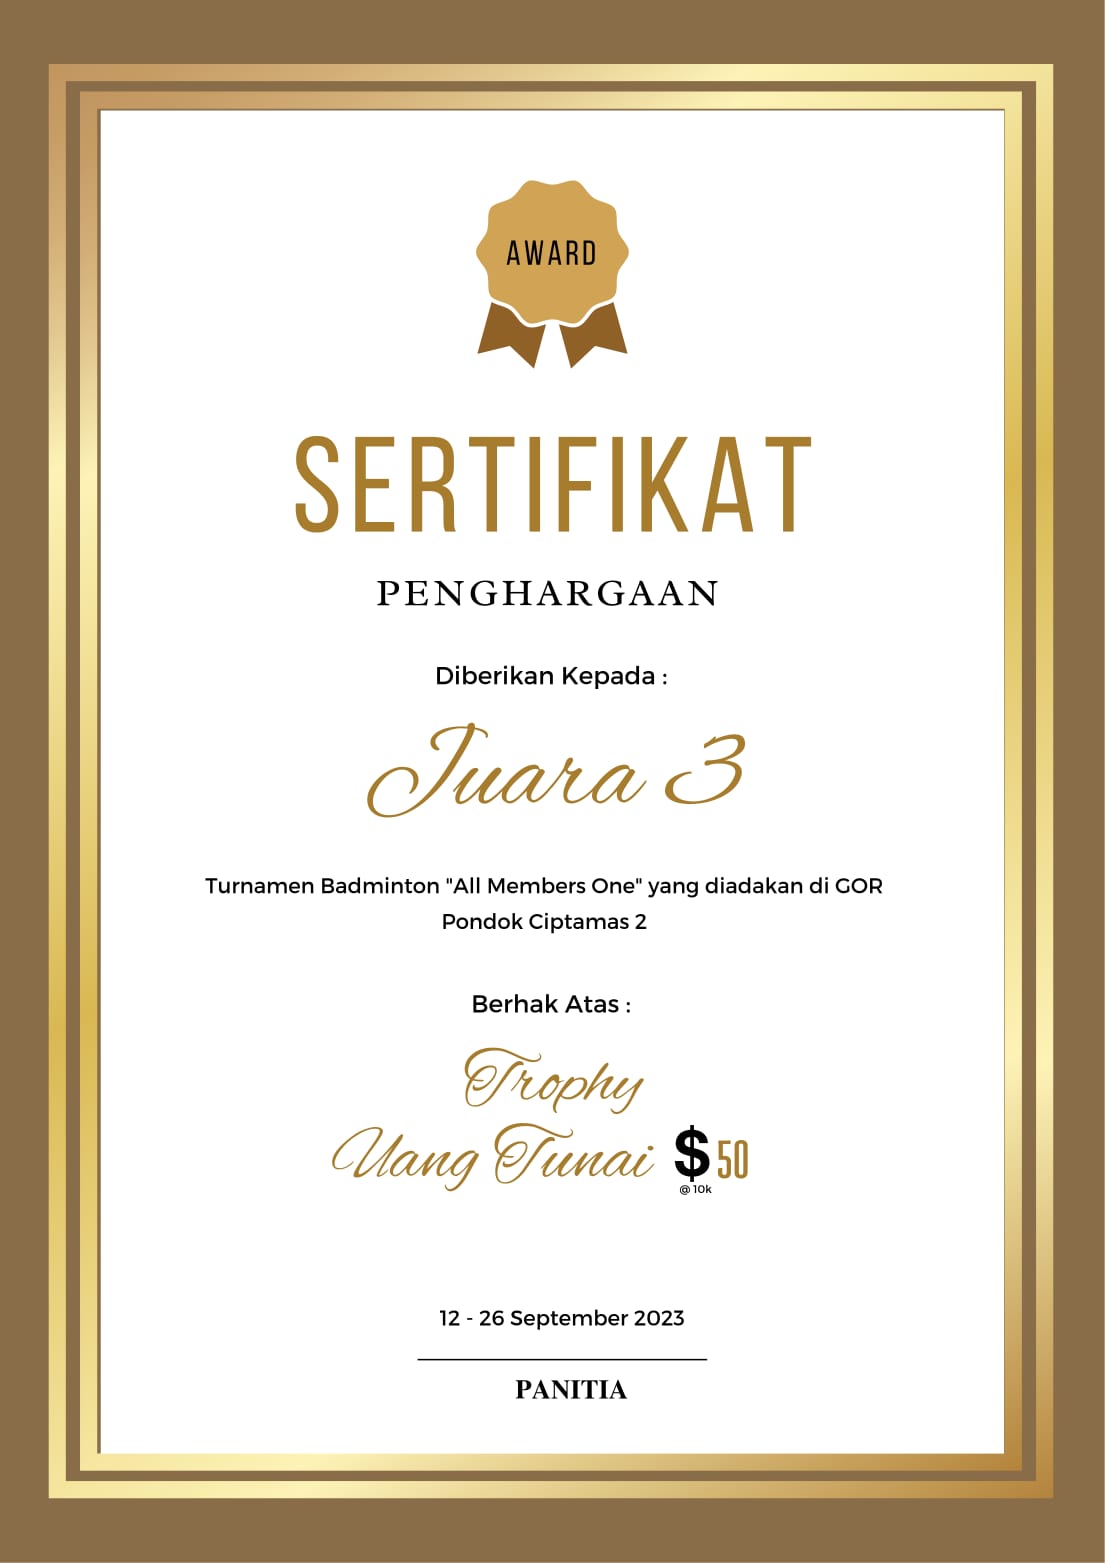 AWARD
SERTIFIKAT
PENGHARGAAN
Diberikan Kepada :
Juara 3
Turnamen Badminton "All Members One" yang diadakan di GOR
Pondok Ciptamas 2
Berhak Atas :
Trophy
Uang Tunai $ 50
@ 10k
12 - 26 September 2023
PANITIA